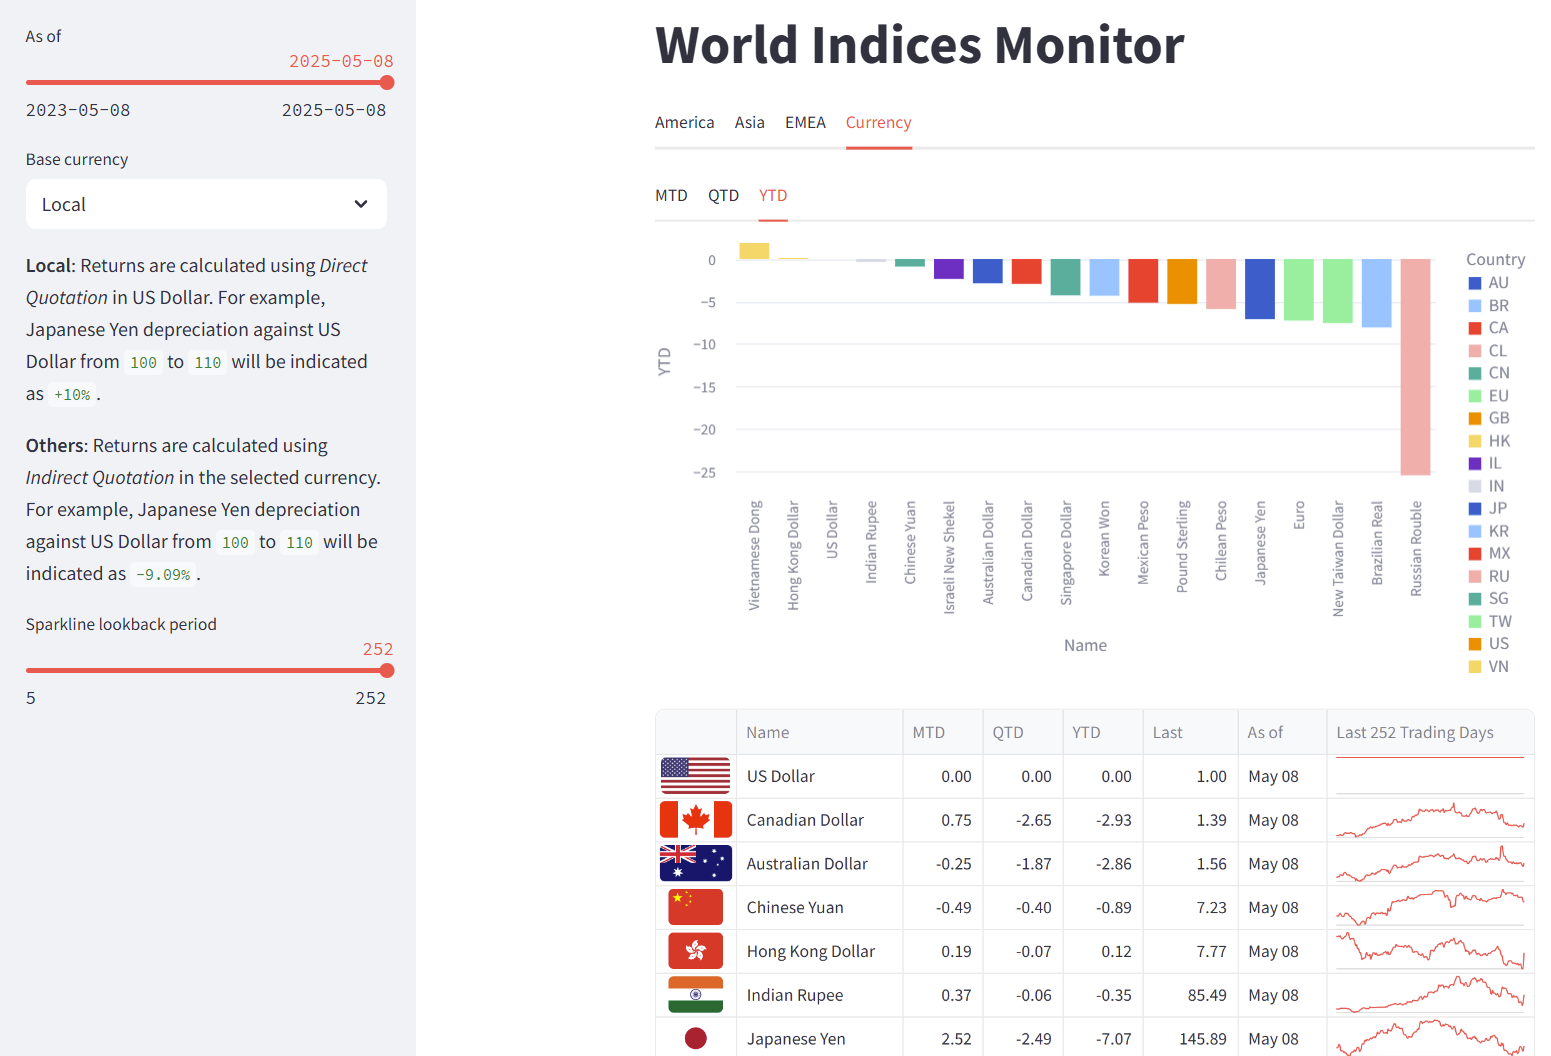 As of
2025-05-08
2023-05-08 2025-05-08
Base currency
Local
Local: Returns are calculated using Direct
Quotation in US Dollar. For example,
Japanese Yen depreciation against US
Dollar from 100 to 110 will be indicated
as +10% .
Others: Returns are calculated using
Indirect Quotation in the selected currency.
For example, Japanese Yen depreciation
against US Dollar from 100 to 110 will be
indicated as -9.09% .
Sparkline lookback period
252
5 252
World Indices Monitor
America Asia EMEA Currency
MTD QTD YTD
YTD
0
−5
−10
−15
−20
−25
Vietnamese Dong
Hong Kong Dollar
US Dollar
Indian Rupee
Chinese Yuan
Israeli New Shekel
Australian Dollar
Canadian Dollar
Singapore Dollar
Korean Won
Mexican Peso
Pound Sterling
Chilean Peso
Japanese Yen
Euro
New Taiwan Dollar
Brazilian Real
Russian Rouble
Name
Country
AU
BR
CA
CL
CN
EU
GB
HK
IL
IN
JP
KR
MX
RU
SG
TW
US
VN
Name MTD QTD YTD Last As of Last 252 Trading Days
US Dollar 0.00 0.00 0.00 1.00 May 08
Canadian Dollar 0.75 -2.65 -2.93 1.39 May 08
Australian Dollar -0.25 -1.87 -2.86 1.56 May 08
Chinese Yuan -0.49 -0.40 -0.89 7.23 May 08
Hong Kong Dollar 0.19 -0.07 0.12 7.77 May 08
Indian Rupee 0.37 -0.06 -0.35 85.49 May 08
Japanese Yen 2.52 -2.49 -7.07 145.89 May 08